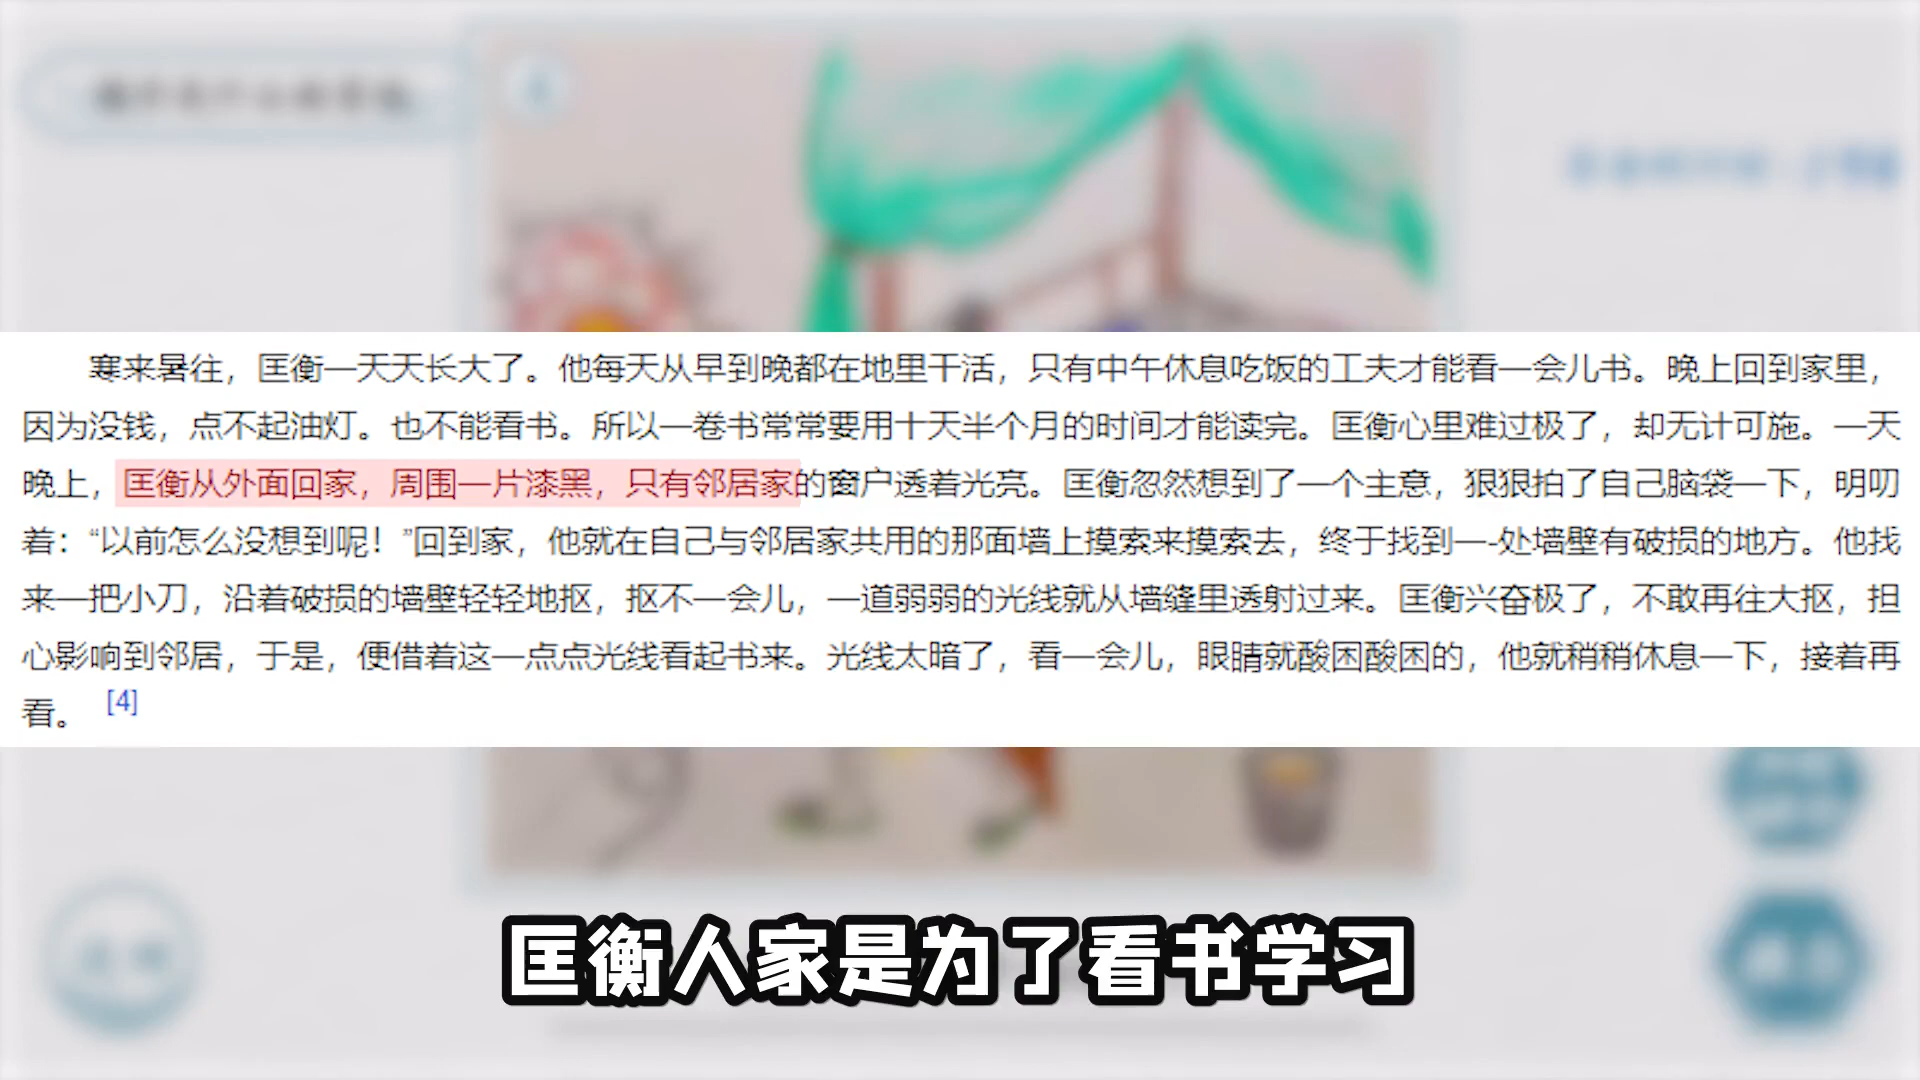 寒来暑往，匡衡一天天长大了。他每天从早到晚都在地里干活，只有中午休息吃饭的工夫才能看一会儿书。晚上回到家里，
因为没钱，点不起油灯。也不能看书。所以一卷书常常要用十天半个月的时间才能读完。匡衡心里难过极了，却无计可施。一天
晚上，匡衡从外面回家，周围一片漆黑，只有邻居家的窗户透着光亮。匡衡忽然想到了一个主意，狠狠拍了自己脑袋一下，明叨
着：“以前怎么没想到呢！”回到家，他就在自己与邻居家共用的那面墙上摸索来摸索去，终于找到一-处墙壁有破损的地方。他找
来一把小刀，沿着破损的墙壁轻轻地抠，抠不一会儿，一道弱弱的光线就从墙缝里透射过来。匡衡兴奋极了，不敢再往大抠，担
心影响到邻居，于是，便借着这一点点光线看起书来。光线太暗了，看一会儿，眼睛就酸困酸困的，他就稍稍休息一下，接着再
看。 [4]
匡衡人家是为了看书学习